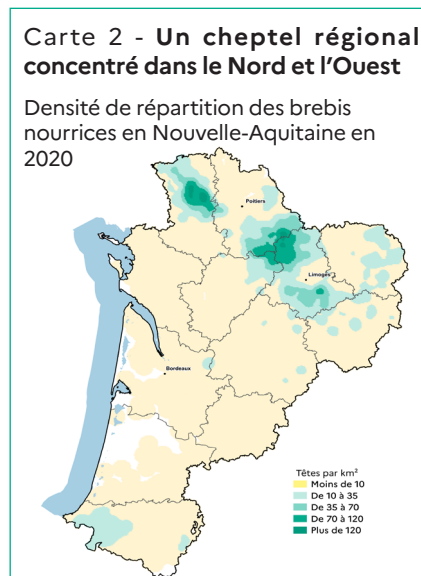 Carte 2 - Un cheptel régional
concentré dans le Nord et l'Ouest
Densité de répartition des brebis
nourrices en Nouvelle-Aquitaine en
2020
Poitiers
Limoges
Bordeaux
Têtes par km²
Moins de 10
De 10 à 35
De 35 à 70
De 70 à 120
Plus de 120